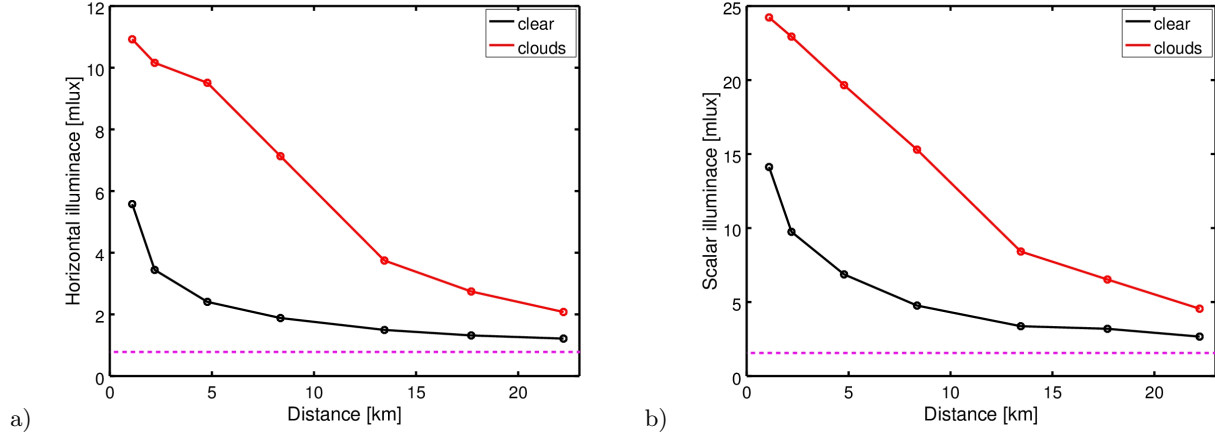 12
10
8
6
4
2
0
Horizontal illuminace [mlux]
clear
clouds
0 5 10 15 20
Distance [km]
a)
25
20
15
10
5
0
Scalar illuminace [mlux]
clear
clouds
0 5 10 15 20
Distance [km]
b)